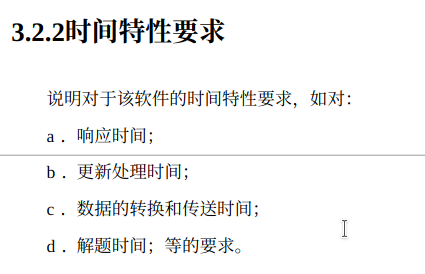 3.2.2时间特性要求
说明对于该软件的时间特性要求，如对：
a ．响应时间；
b ．更新处理时间；
c ．数据的转换和传送时间；
d ．解题时间；等的要求。